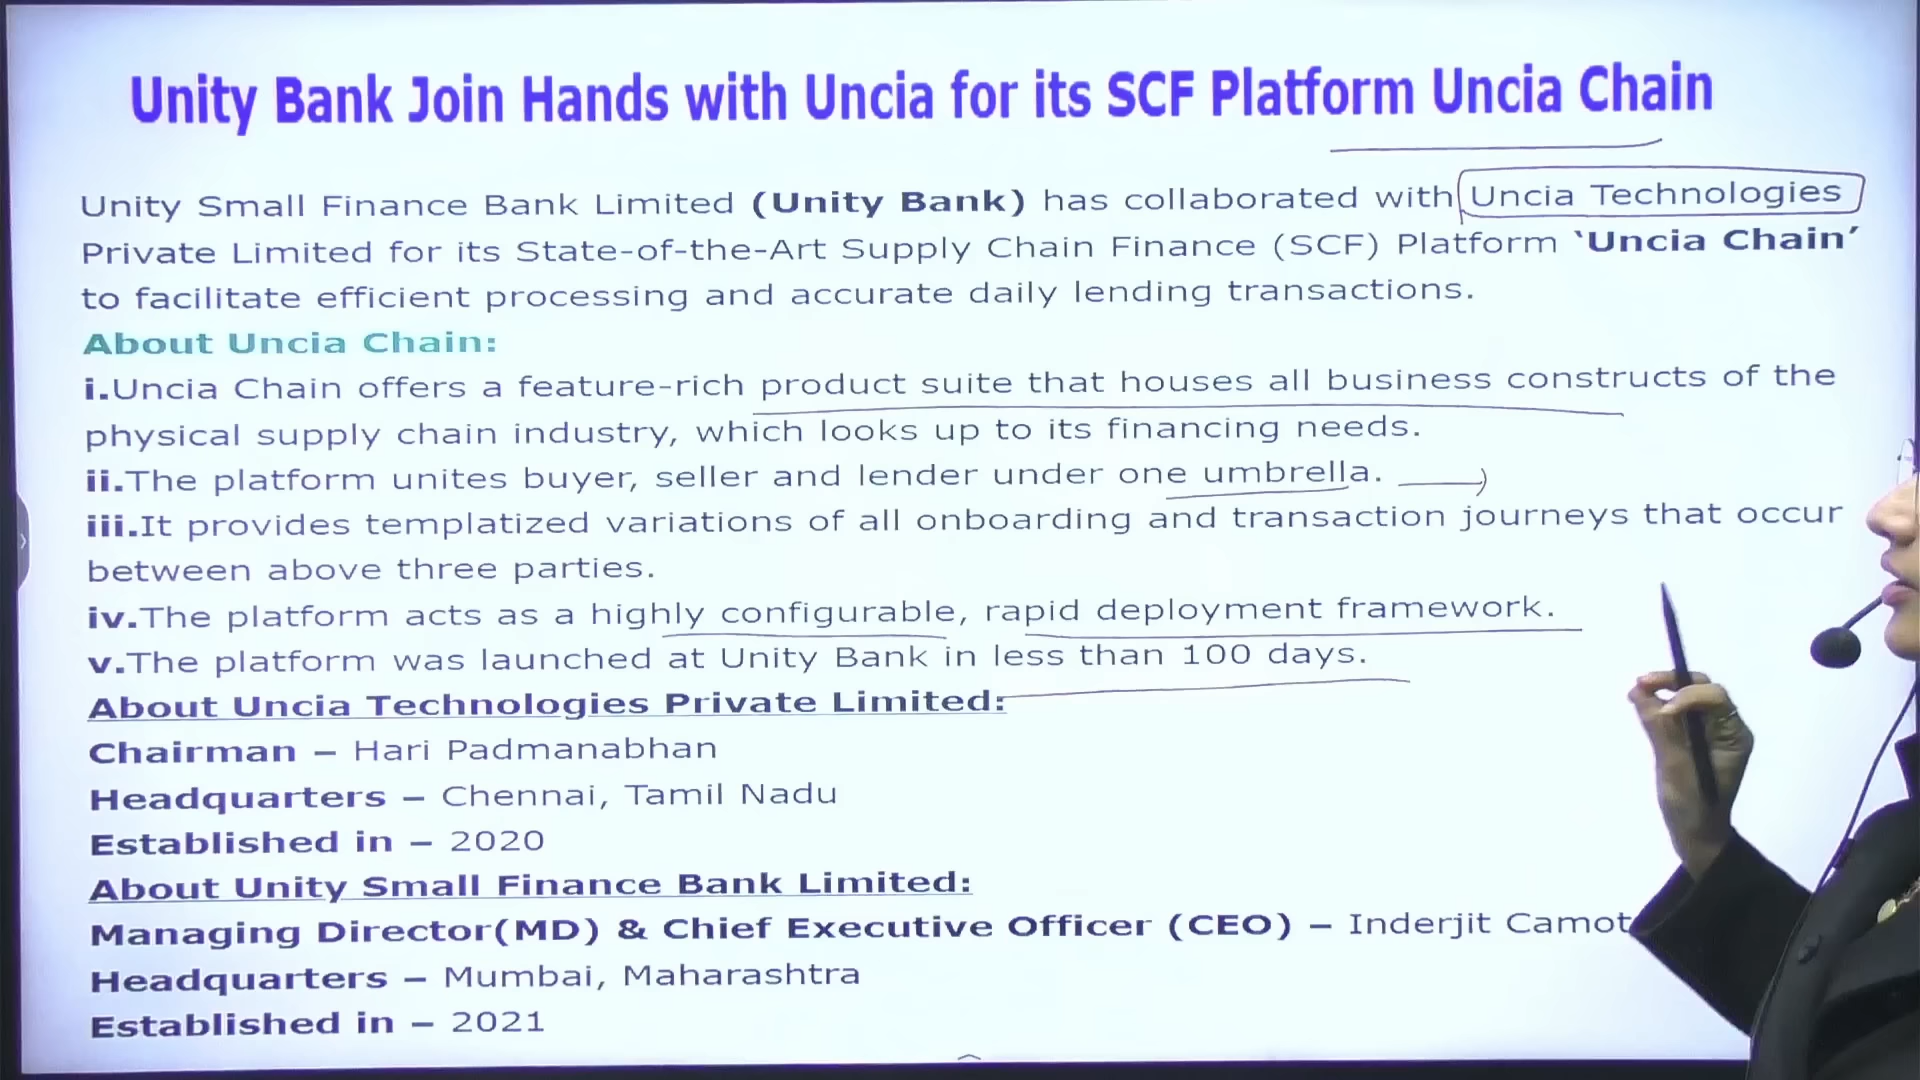 Unity Bank Join Hands with Uncia for its SCF Platform Uncia Chain
Unity Small Finance Bank Limited (Unity Bank) has collaborated with Uncia Technologies
Private Limited for its State-of-the-Art Supply Chain Finance (SCF) Platform ‘Uncia Chain’
to facilitate efficient processing and accurate daily lending transactions.
About Uncia Chain:
i.Uncia Chain offers a feature-rich product suite that houses all business constructs of the
physical supply chain industry, which looks up to its financing needs.
ii.The platform unites buyer, seller and lender under one umbrella.
iii.It provides templatized variations of all onboarding and transaction journeys that occur
between above three parties.
iv.The platform acts as a highly configurable, rapid deployment framework.
v.The platform was launched at Unity Bank in less than 100 days.
About Uncia Technologies Private Limited:
Chairman – Hari Padmanabhan
Headquarters – Chennai, Tamil Nadu
Established in – 2020
About Unity Small Finance Bank Limited:
Managing Director(MD) & Chief Executive Officer (CEO) – Inderjit Camot
Headquarters – Mumbai, Maharashtra
Established in – 2021